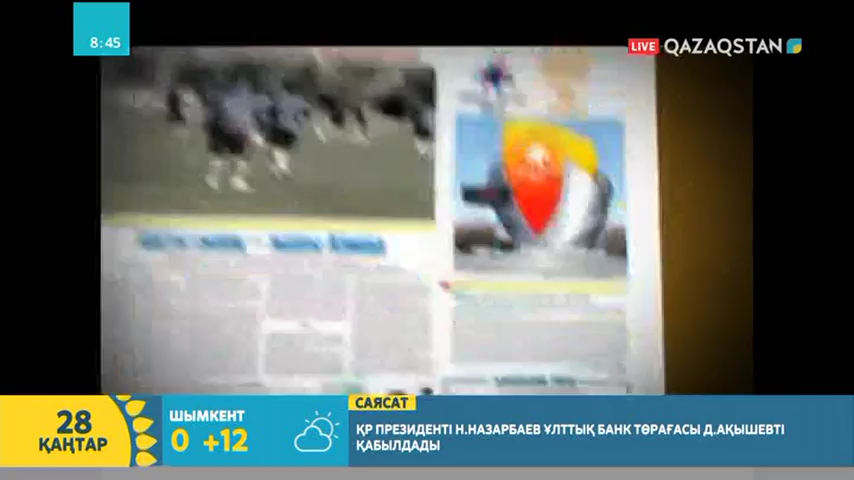 8:45
LIVE QAZAQSTAN
28
ҚАҢТАР
ШЫМКЕНТ
0 +12
САЯСАТ
ҚР ПРЕЗИДЕНТІ Н.НАЗАРБАЕВ ҰЛТТЫҚ БАНК ТӨРАҒАСЫ Д.АҚЫШЕВТІ
ҚАБЫЛДАДЫ